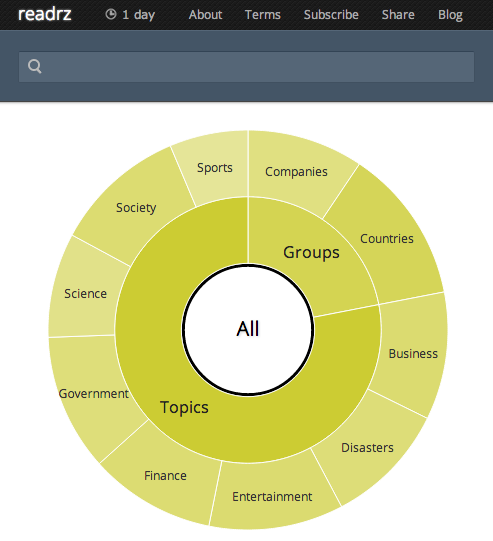 readrz 1 day About Terms Subscribe Share Blog
Sports
Companies
Society
Countries
Groups
Science
All
Business
Government
Topics
Disasters
Finance
Entertainment